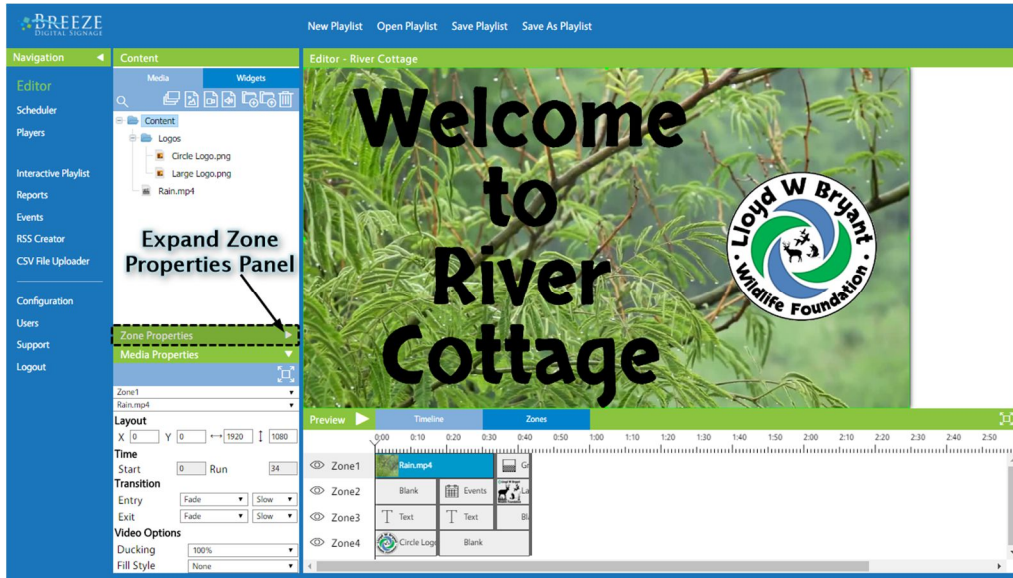 BREEZE
DIGITAL SIGNAGE
New Playlist Open Playlist Save Playlist Save As Playlist
Navigation
Editor
Scheduler
Players
Interactive Playlist
Reports
Events
RSS Creator
CSV File Uploader
Configuration
Users
Support
Logout
Content
Media Widgets
Content
Logos
Circle Logo.png
Large Logo.png
Rain.mp4
Expand Zone
Properties Panel
Zone Properties
Media Properties
Zone1
Rain.mp4
Layout
X 0 Y 0 1920 1080
Time
Start 0 Run 34
Transition
Entry Fade Slow
Exit Fade Slow
Video Options
Ducking 100%
Fill Style None
Editor - River Cottage
Welcome
to
River
Cottage
Lloyd W Bryant
Wildlife Foundation
Preview Timeline Zones
0:00 0:10 0:20 0:30 0:40 0:50 1:00 1:10 1:20 1:30 1:40 1:50 2:00 2:10 2:20 2:30 2:40 2:50
Zone1 Rain.mp4 Gr
Zone2 Blank Events La
Zone3 Text Text Bl
Zone4 Circle Logo Blank